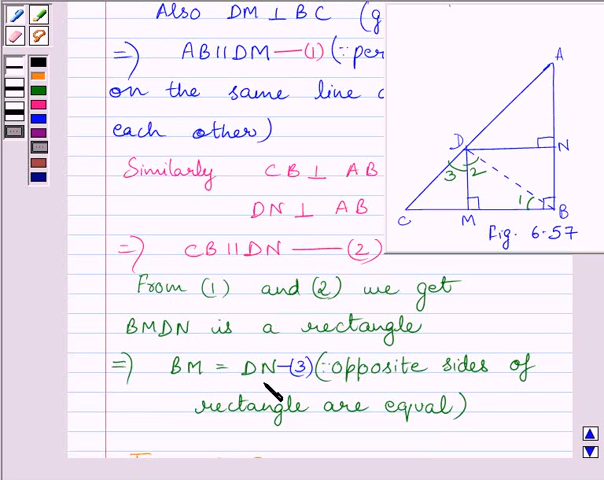 Also DM ⊥ BC (g
⇒ AB || DM —(1) (∵ per
on the same line a
each other)
Similarly CB ⊥ AB
DN ⊥ AB
⇒ CB || DN —(2)
From (1) and (2) we get
BMDN is a rectangle
⇒ BM = DN —(3) (∵ opposite sides of
rectangle are equal)
A
D
N
3
2
1
C
M
B
Fig. 6.57